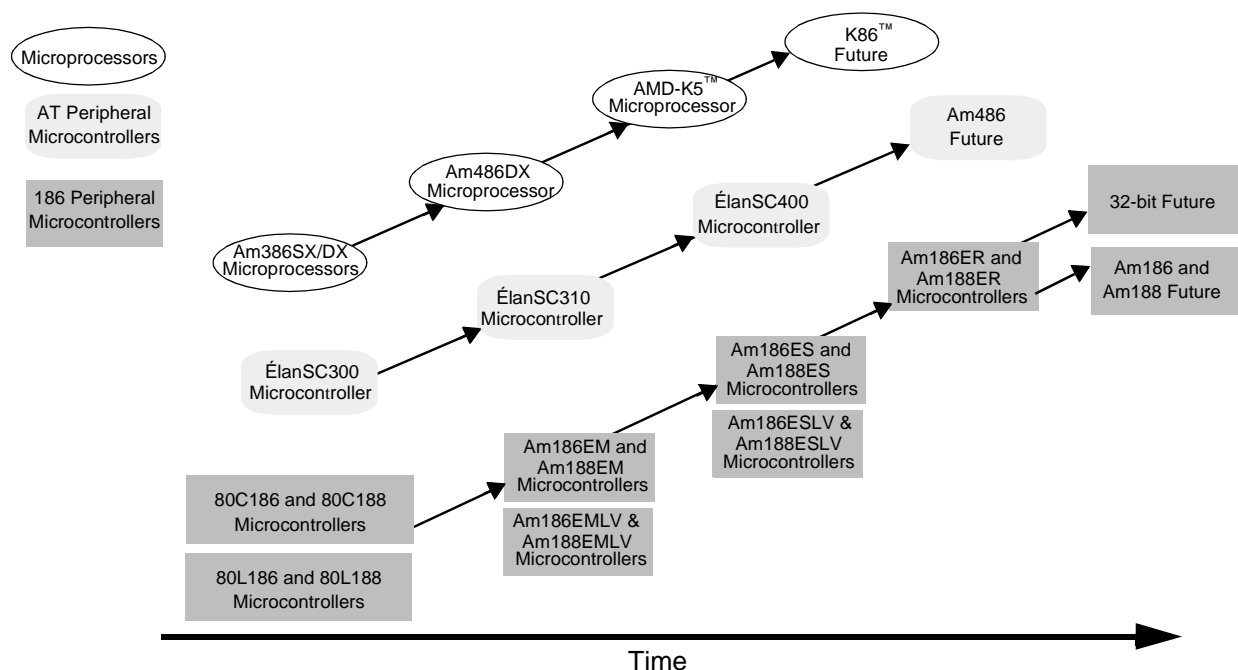 Microprocessors
AT Peripheral
Microcontrollers
186 Peripheral
Microcontrollers
K86™
Future
AMD-K5™
Microprocessor
Am486DX
Microprocessor
Am386SX/DX
Microprocessors
Am486
Future
ÉlanSC400
Microcontroller
ÉlanSC310
Microcontroller
ÉlanSC300
Microcontroller
32-bit Future
Am186 and
Am188 Future
Am186ER and
Am188ER
Microcontrollers
Am186ES and
Am188ES
Microcontrollers
Am186ESLV &
Am188ESLV
Microcontrollers
Am186EM and
Am188EM
Microcontrollers
Am186EMLV &
Am188EMLV
Microcontrollers
80C186 and 80C188
Microcontrollers
80L186 and 80L188
Microcontrollers
Time